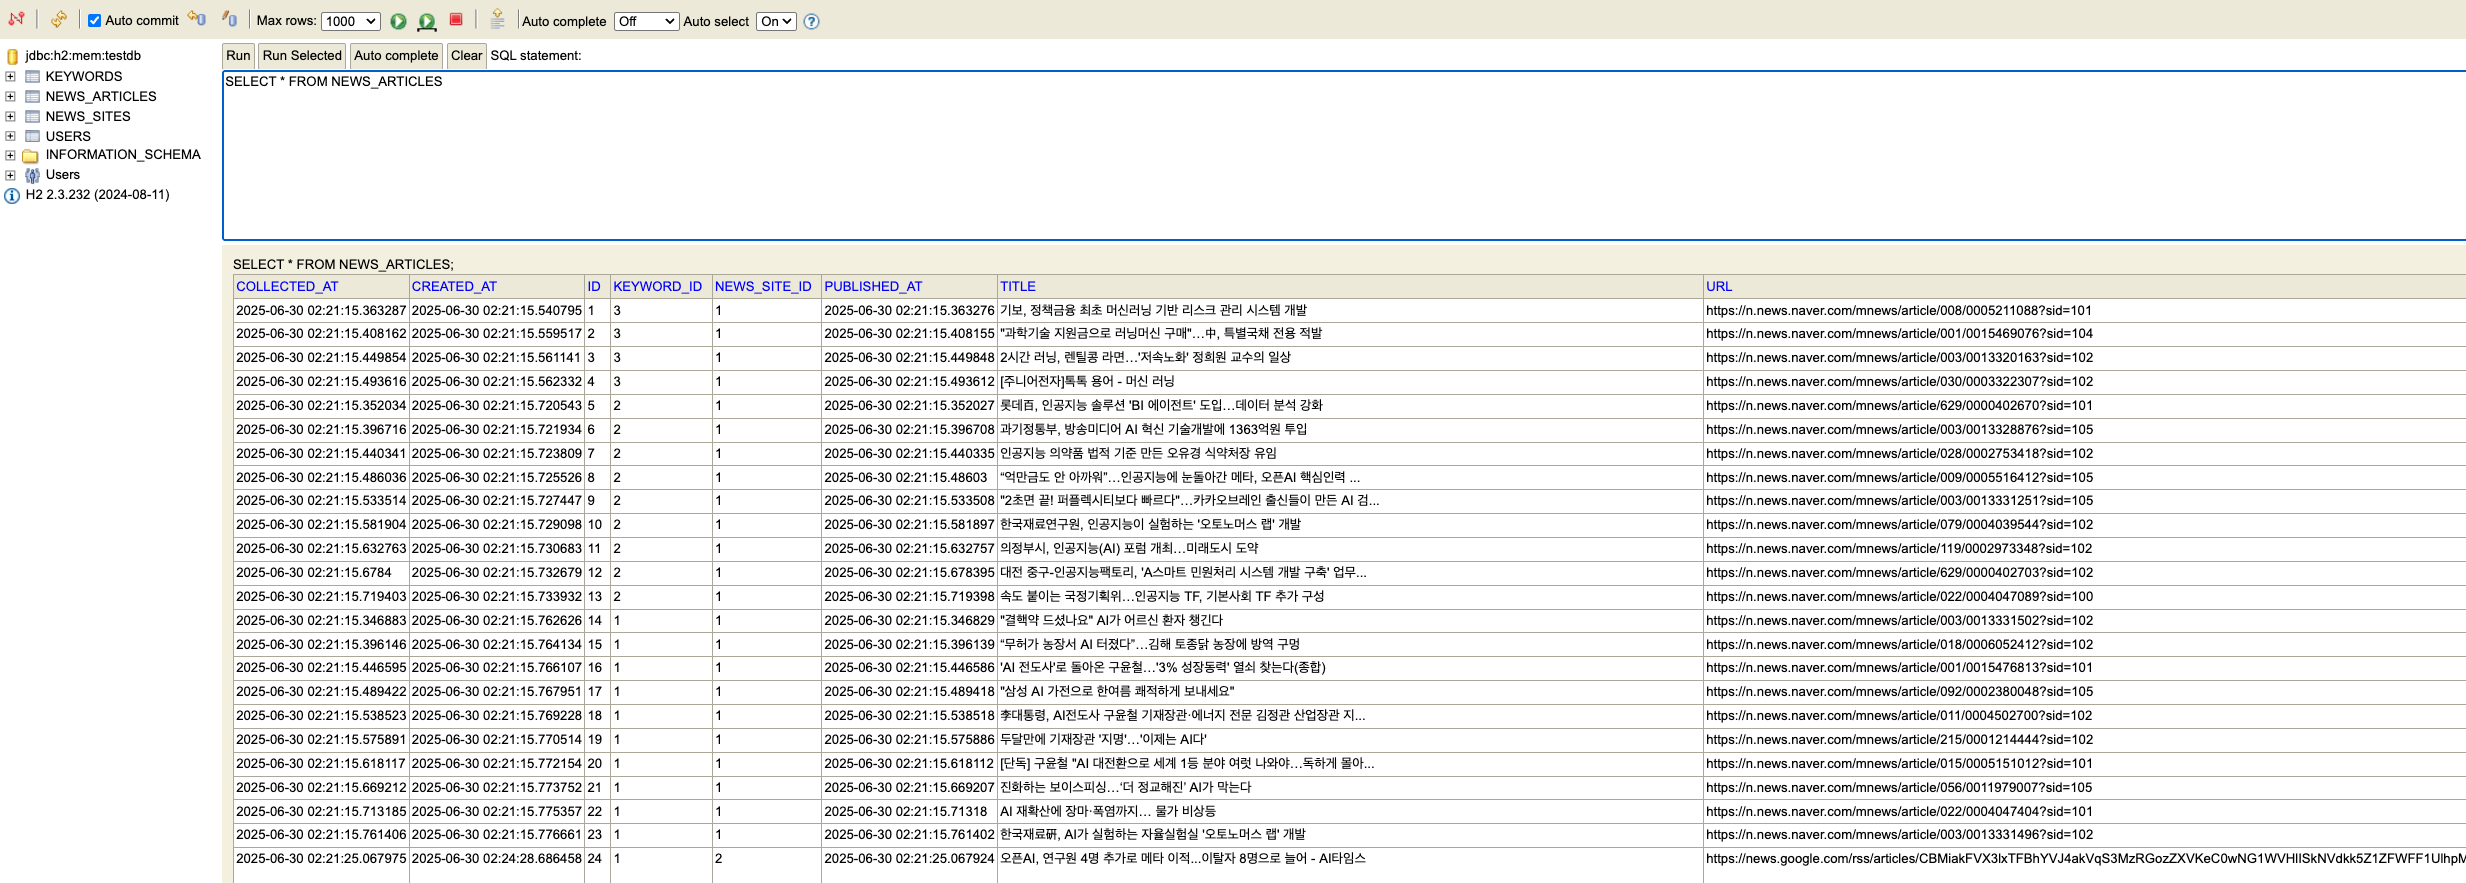 Auto commit Max rows: 1000 Auto complete Off Auto select On
jdbc:h2:mem:testdb
KEYWORDS
NEWS_ARTICLES
NEWS_SITES
USERS
INFORMATION_SCHEMA
Users
H2 2.3.232 (2024-08-11)
Run Run Selected Auto complete Clear SQL statement:
SELECT * FROM NEWS_ARTICLES
SELECT * FROM NEWS_ARTICLES;
COLLECTED_AT CREATED_AT ID KEYWORD_ID NEWS_SITE_ID PUBLISHED_AT TITLE URL
2025-06-30 02:21:15.363287 2025-06-30 02:21:15.540795 1 3 1 2025-06-30 02:21:15.363276 기보, 정책금융 최초 머신러닝 기반 리스크 관리 시스템 개발 https://n.news.naver.com/mnews/article/008/0005211088?sid=101
2025-06-30 02:21:15.408162 2025-06-30 02:21:15.559517 2 3 1 2025-06-30 02:21:15.408155 "과학기술 지원금으로 러닝머신 구매"…中, 특별국채 전용 적발 https://n.news.naver.com/mnews/article/001/0015469076?sid=104
2025-06-30 02:21:15.449854 2025-06-30 02:21:15.561141 3 3 1 2025-06-30 02:21:15.449848 2시간 러닝, 렌틸콩 라면…'저속노화' 정희원 교수의 일상 https://n.news.naver.com/mnews/article/003/0013320163?sid=102
2025-06-30 02:21:15.493616 2025-06-30 02:21:15.562332 4 3 1 2025-06-30 02:21:15.493612 [주니어전자]톡톡 용어 - 머신 러닝 https://n.news.naver.com/mnews/article/030/0003322307?sid=102
2025-06-30 02:21:15.352034 2025-06-30 02:21:15.720543 5 2 1 2025-06-30 02:21:15.352027 롯데百, 인공지능 솔루션 'BI 에이전트' 도입…데이터 분석 강화 https://n.news.naver.com/mnews/article/629/0000402670?sid=101
2025-06-30 02:21:15.396716 2025-06-30 02:21:15.721934 6 2 1 2025-06-30 02:21:15.396708 과기정통부, 방송미디어 AI 혁신 기술개발에 1363억원 투입 https://n.news.naver.com/mnews/article/003/0013328876?sid=105
2025-06-30 02:21:15.440341 2025-06-30 02:21:15.723809 7 2 1 2025-06-30 02:21:15.440335 인공지능 의약품 법적 기준 만든 오유경 식약처장 유임 https://n.news.naver.com/mnews/article/028/0002753418?sid=102
2025-06-30 02:21:15.486036 2025-06-30 02:21:15.725526 8 2 1 2025-06-30 02:21:15.48603 “억만금도 안 아까워”…인공지능에 눈돌아간 메타, 오픈AI 핵심인력 ... https://n.news.naver.com/mnews/article/009/0005516412?sid=105
2025-06-30 02:21:15.533514 2025-06-30 02:21:15.727447 9 2 1 2025-06-30 02:21:15.533508 "2초면 끝! 퍼플렉시티보다 빠르다"…카카오브레인 출신들이 만든 AI 검... https://n.news.naver.com/mnews/article/003/0013331251?sid=105
2025-06-30 02:21:15.581904 2025-06-30 02:21:15.729098 10 2 1 2025-06-30 02:21:15.581897 한국재료연구원, 인공지능이 실험하는 '오토노머스 랩' 개발 https://n.news.naver.com/mnews/article/079/0004039544?sid=102
2025-06-30 02:21:15.632763 2025-06-30 02:21:15.730683 11 2 1 2025-06-30 02:21:15.632757 의정부시, 인공지능(AI) 포럼 개최…미래도시 도약 https://n.news.naver.com/mnews/article/119/0002973348?sid=102
2025-06-30 02:21:15.6784 2025-06-30 02:21:15.732679 12 2 1 2025-06-30 02:21:15.678395 대전 중구-인공지능팩토리, 'A스마트 민원처리 시스템 개발 구축' 업무... https://n.news.naver.com/mnews/article/629/0000402703?sid=102
2025-06-30 02:21:15.719403 2025-06-30 02:21:15.733932 13 2 1 2025-06-30 02:21:15.719398 속도 붙이는 국정기획위…인공지능 TF, 기본사회 TF 추가 구성 https://n.news.naver.com/mnews/article/022/0004047089?sid=100
2025-06-30 02:21:15.346883 2025-06-30 02:21:15.762626 14 1 1 2025-06-30 02:21:15.346829 "결핵약 드셨나요" AI가 어르신 환자 챙긴다 https://n.news.naver.com/mnews/article/003/0013331502?sid=102
2025-06-30 02:21:15.396146 2025-06-30 02:21:15.764134 15 1 1 2025-06-30 02:21:15.396139 “무허가 농장서 AI 터졌다”…김해 토종닭 농장에 방역 구멍 https://n.news.naver.com/mnews/article/018/0006052412?sid=102
2025-06-30 02:21:15.446595 2025-06-30 02:21:15.766107 16 1 1 2025-06-30 02:21:15.446586 'AI 전도사'로 돌아온 구윤철…'3% 성장동력' 열쇠 찾는다(종합) https://n.news.naver.com/mnews/article/001/0015476813?sid=101
2025-06-30 02:21:15.489422 2025-06-30 02:21:15.767951 17 1 1 2025-06-30 02:21:15.489418 "삼성 AI 가전으로 한여름 쾌적하게 보내세요" https://n.news.naver.com/mnews/article/092/0002380048?sid=105
2025-06-30 02:21:15.538523 2025-06-30 02:21:15.769228 18 1 1 2025-06-30 02:21:15.538518 李대통령, AI전도사 구윤철 기재장관·에너지 전문 김정관 산업장관 지... https://n.news.naver.com/mnews/article/011/0004502700?sid=102
2025-06-30 02:21:15.575891 2025-06-30 02:21:15.770514 19 1 1 2025-06-30 02:21:15.575886 두달만에 기재장관 '지명'…'이제는 AI다' https://n.news.naver.com/mnews/article/215/0001214444?sid=102
2025-06-30 02:21:15.618117 2025-06-30 02:21:15.772154 20 1 1 2025-06-30 02:21:15.618112 [단독] 구윤철 "AI 대전환으로 세계 1등 분야 여럿 나와야…독하게 몰아... https://n.news.naver.com/mnews/article/015/0005151012?sid=101
2025-06-30 02:21:15.669212 2025-06-30 02:21:15.773752 21 1 1 2025-06-30 02:21:15.669207 진화하는 보이스피싱…‘더 정교해진’ AI가 막는다 https://n.news.naver.com/mnews/article/056/0011979007?sid=105
2025-06-30 02:21:15.713185 2025-06-30 02:21:15.775357 22 1 1 2025-06-30 02:21:15.71318 AI 재확산에 장마·폭염까지… 물가 비상등 https://n.news.naver.com/mnews/article/022/0004047404?sid=101
2025-06-30 02:21:15.761406 2025-06-30 02:21:15.776661 23 1 1 2025-06-30 02:21:15.761402 한국재료硏, AI가 실험하는 자율실험실 '오토노머스 랩' 개발 https://n.news.naver.com/mnews/article/003/0013331496?sid=102
2025-06-30 02:21:25.067975 2025-06-30 02:24:28.686458 24 1 2 2025-06-30 02:21:25.067924 오픈AI, 연구원 4명 추가로 메타 이적...이탈자 8명으로 늘어 - AI타임스 https://news.google.com/rss/articles/CBMiakFVX3lxTFBhYVJ4akVqS3MzRGozZXVKeC0wNG1WVHlISkNVdkk5Z1ZFWFF1UlhpM